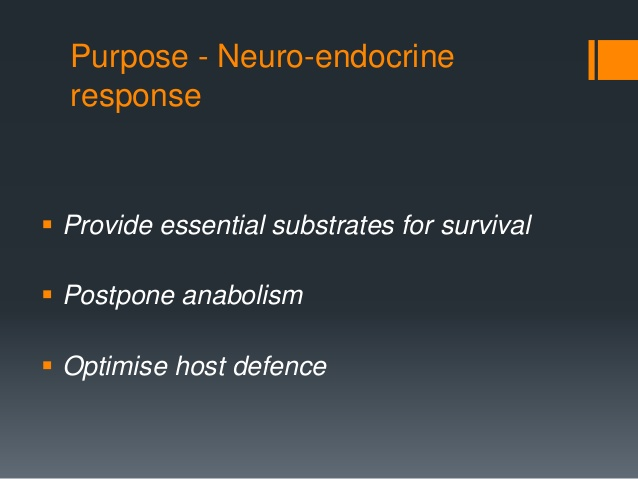 Purpose - Neuro-endocrine
response
▪ Provide essential substrates for survival
▪ Postpone anabolism
▪ Optimise host defence